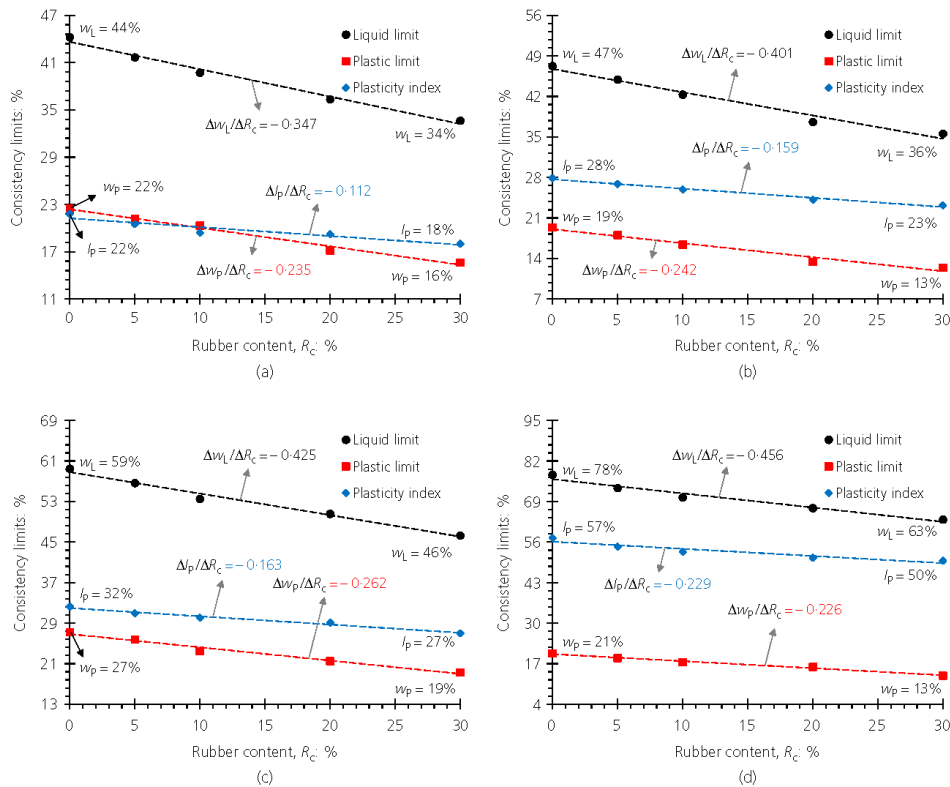 47
41
35
29
23
17
11
Consistency limits: %
wL = 44%
Liquid limit
Plastic limit
Plasticity index
ΔwL/ΔRc=−0·347
wL = 34%
wP = 22%
ΔIP/ΔRc=−0·112
IP = 22%
IP = 18%
ΔwP/ΔRc=−0·235
wP = 16%
0 5 10 15 20 25 30
Rubber content, Rc: %
(a)
56
49
42
35
28
21
14
7
Consistency limits: %
wL = 47%
ΔwL/ΔRc=−0·401
Liquid limit
Plastic limit
Plasticity index
wL = 36%
IP = 28%
ΔIP/ΔRc=−0·159
IP = 23%
wP = 19%
ΔwP/ΔRc=−0·242
wP = 13%
0 5 10 15 20 25 30
Rubber content, Rc: %
(b)
69
61
53
45
37
29
21
13
Consistency limits: %
wL = 59%
ΔwL/ΔRc=−0·425
Liquid limit
Plastic limit
Plasticity index
wL = 46%
IP = 32%
ΔIP/ΔRc=−0·163
ΔwP/ΔRc=−0·262
IP = 27%
wP = 27%
wP = 19%
0 5 10 15 20 25 30
Rubber content, Rc: %
(c)
95
82
69
56
43
30
17
4
Consistency limits: %
wL = 78%
ΔwL/ΔRc=−0·456
Liquid limit
Plastic limit
Plasticity index
wL = 63%
IP = 57%
ΔIP/ΔRc=−0·229
IP = 50%
ΔwP/ΔRc=−0·226
wP = 21%
wP = 13%
0 5 10 15 20 25 30
Rubber content, Rc: %
(d)